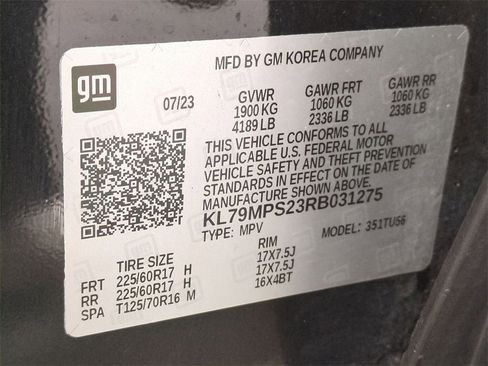 MFD BY GM KOREA COMPANY
gm
07/23 GVWR GAWR FRT GAWR RR
1900 KG 1060 KG 1060 KG
4189 LB 2336 LB 2336 LB
THIS VEHICLE CONFORMS TO ALL
APPLICABLE U.S. FEDERAL MOTOR
VEHICLE SAFETY AND THEFT PREVENTION
STANDARDS IN EFFECT ON THE DATE OF
MANUFACTURE SHOWN ABOVE.
KL79MPS23RB031275
TYPE: MPV MODEL: 351TU56
TIRE SIZE RIM
FRT 225/60R17 H 17X7.5J
RR 225/60R17 H 17X7.5J
SPA T125/70R16 M 16X4BT